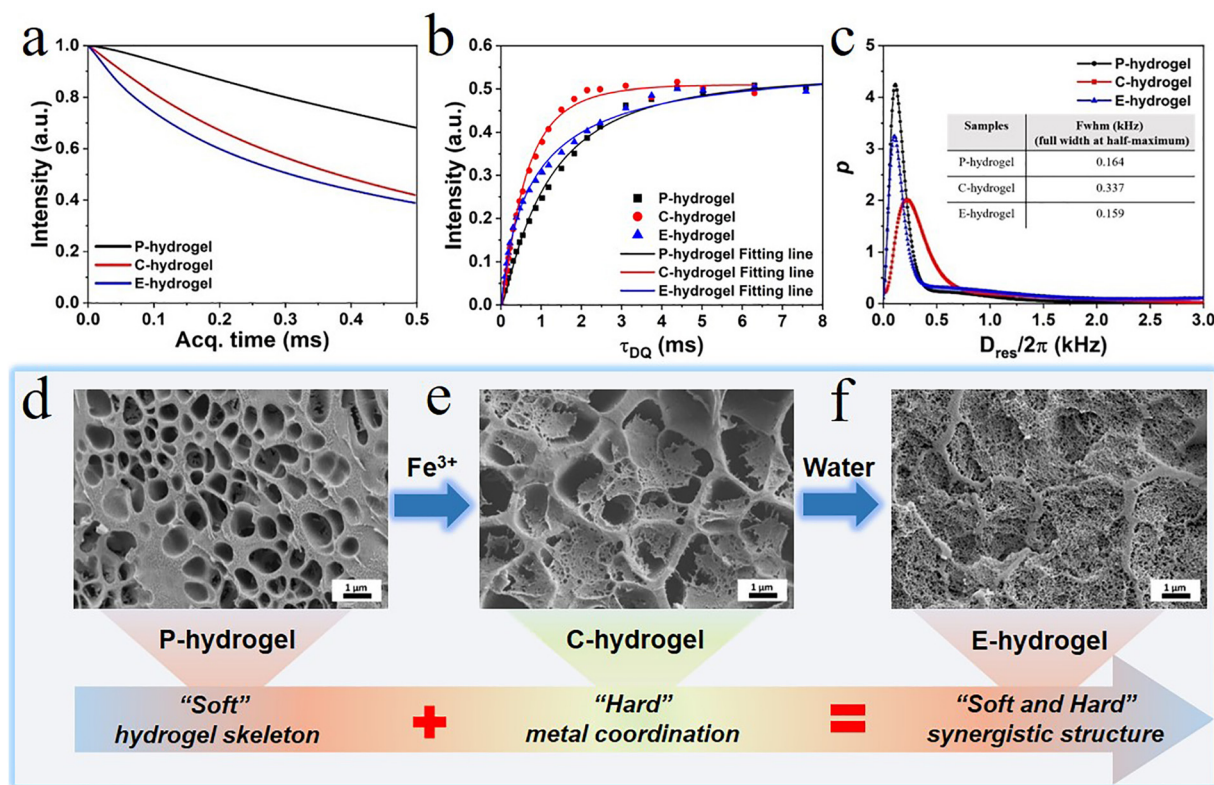 a
1.0
0.8
0.6
0.4
0.2
0.0
Intensity (a.u.)
P-hydrogel
C-hydrogel
E-hydrogel
0.0 0.1 0.2 0.3 0.4 0.5
Acq. time (ms)
b
0.6
0.5
0.4
0.3
0.2
0.1
0.0
Intensity (a.u.)
P-hydrogel
C-hydrogel
E-hydrogel
P-hydrogel Fitting line
C-hydrogel Fitting line
E-hydrogel Fitting line
0 1 2 3 4 5 6 7 8
τDQ (ms)
c
5
4
3
2
1
0
p
P-hydrogel
C-hydrogel
E-hydrogel
Samples Fwhm (kHz)
(full width at half-maximum)
P-hydrogel 0.164
C-hydrogel 0.337
E-hydrogel 0.159
0.0 0.5 1.0 1.5 2.0 2.5 3.0
Dres/2π (kHz)
d
1 μm
Fe³⁺
e
1 μm
Water
f
1 μm
P-hydrogel
C-hydrogel
E-hydrogel
“Soft”
hydrogel skeleton
+
“Hard”
metal coordination
=
“Soft and Hard”
synergistic structure